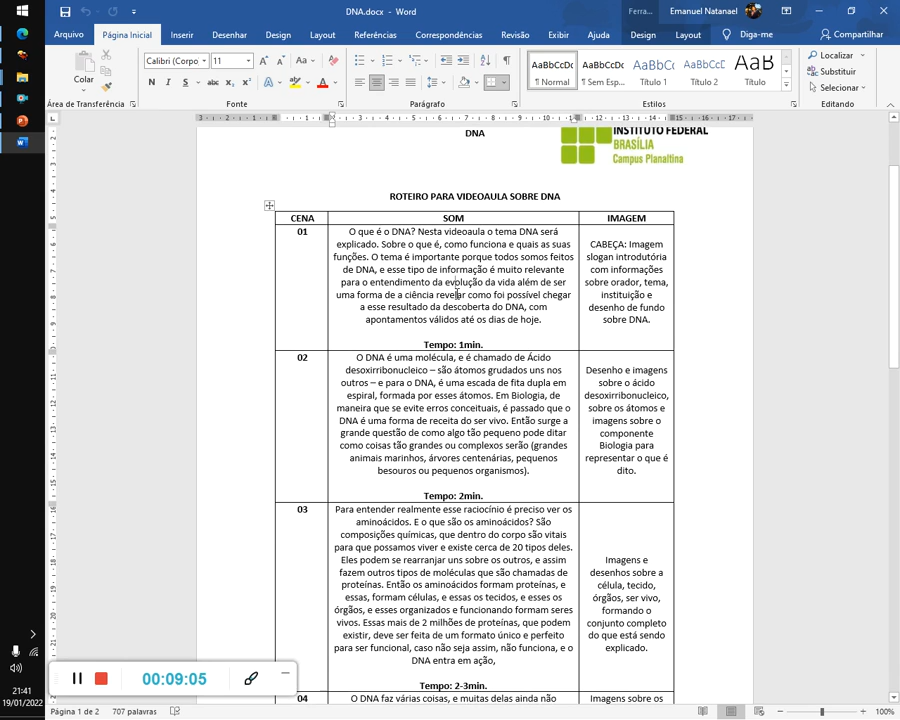 DNA.docx - Word
Ferra...
Emanuel Natanael
Arquivo
Página Inicial
Inserir
Desenhar
Design
Layout
Referências
Correspondências
Revisão
Exibir
Ajuda
Design
Layout
Diga-me
Compartilhar
Colar
Calibri (Corpo)
11
Área de Transferência
Fonte
Parágrafo
AaBbCcDc
¶ Normal
AaBbCcDc
¶ Sem Esp...
AaBbCc
Título 1
AaBbCcC
Título 2
AaB
Título
Estilos
Localizar
Substituir
Selecionar
Editando
DNA
INSTITUTO FEDERAL
BRASÍLIA
Campus Planaltina
ROTEIRO PARA VIDEOAULA SOBRE DNA
CENA
SOM
IMAGEM
01
O que é o DNA? Nesta videoaula o tema DNA será
explicado. Sobre o que é, como funciona e quais as suas
funções. O tema é importante porque todos somos feitos
de DNA, e esse tipo de informação é muito relevante
para o entendimento da evolução da vida além de ser
uma forma de a ciência revelar como foi possível chegar
a esse resultado da descoberta do DNA, com
apontamentos válidos até os dias de hoje.
Tempo: 1min.
CABEÇA: Imagem
slogan introdutória
com informações
sobre orador, tema,
instituição e
desenho de fundo
sobre DNA.
02
O DNA é uma molécula, e é chamado de Ácido
desoxirribonucleico – são átomos grudados uns nos
outros – e para o DNA, é uma escada de fita dupla em
espiral, formada por esses átomos. Em Biologia, de
maneira que se evite erros conceituais, é passado que o
DNA é uma forma de receita do ser vivo. Então surge a
grande questão de como algo tão pequeno pode ditar
como coisas tão grandes ou complexos serão (grandes
animais marinhos, árvores centenárias, pequenos
besouros ou pequenos organismos).
Tempo: 2min.
Desenho e imagens
sobre o ácido
desoxirribonucleico,
sobre os átomos e
imagens sobre o
componente
Biologia para
representar o que é
dito.
03
Para entender realmente esse raciocínio é preciso ver os
aminoácidos. E o que são os aminoácidos? São
composições químicas, que dentro do corpo são vitais
para que possamos viver e existe cerca de 20 tipos deles.
Eles podem se rearranjar uns sobre os outros, e assim
fazem outros tipos de moléculas que são chamadas de
proteínas. Então os aminoácidos formam proteínas, e
essas, formam células, e essas os tecidos, e esses os
órgãos, e esses organizados e funcionando formam seres
vivos. Essas mais de 2 milhões de proteínas, que podem
existir, deve ser feita de um formato único e perfeito
para ser funcional, caso não seja assim, não funciona, e o
DNA entra em ação,
Tempo: 2-3min.
Imagens e
desenhos sobre a
célula, tecido,
órgãos, ser vivo,
formando o
conjunto completo
do que está sendo
explicado.
04
O DNA faz várias coisas, e muitas delas ainda não
Imagens sobre os
00:09:05
21:41
19/01/2022
Página 1 de 2
707 palavras
100%